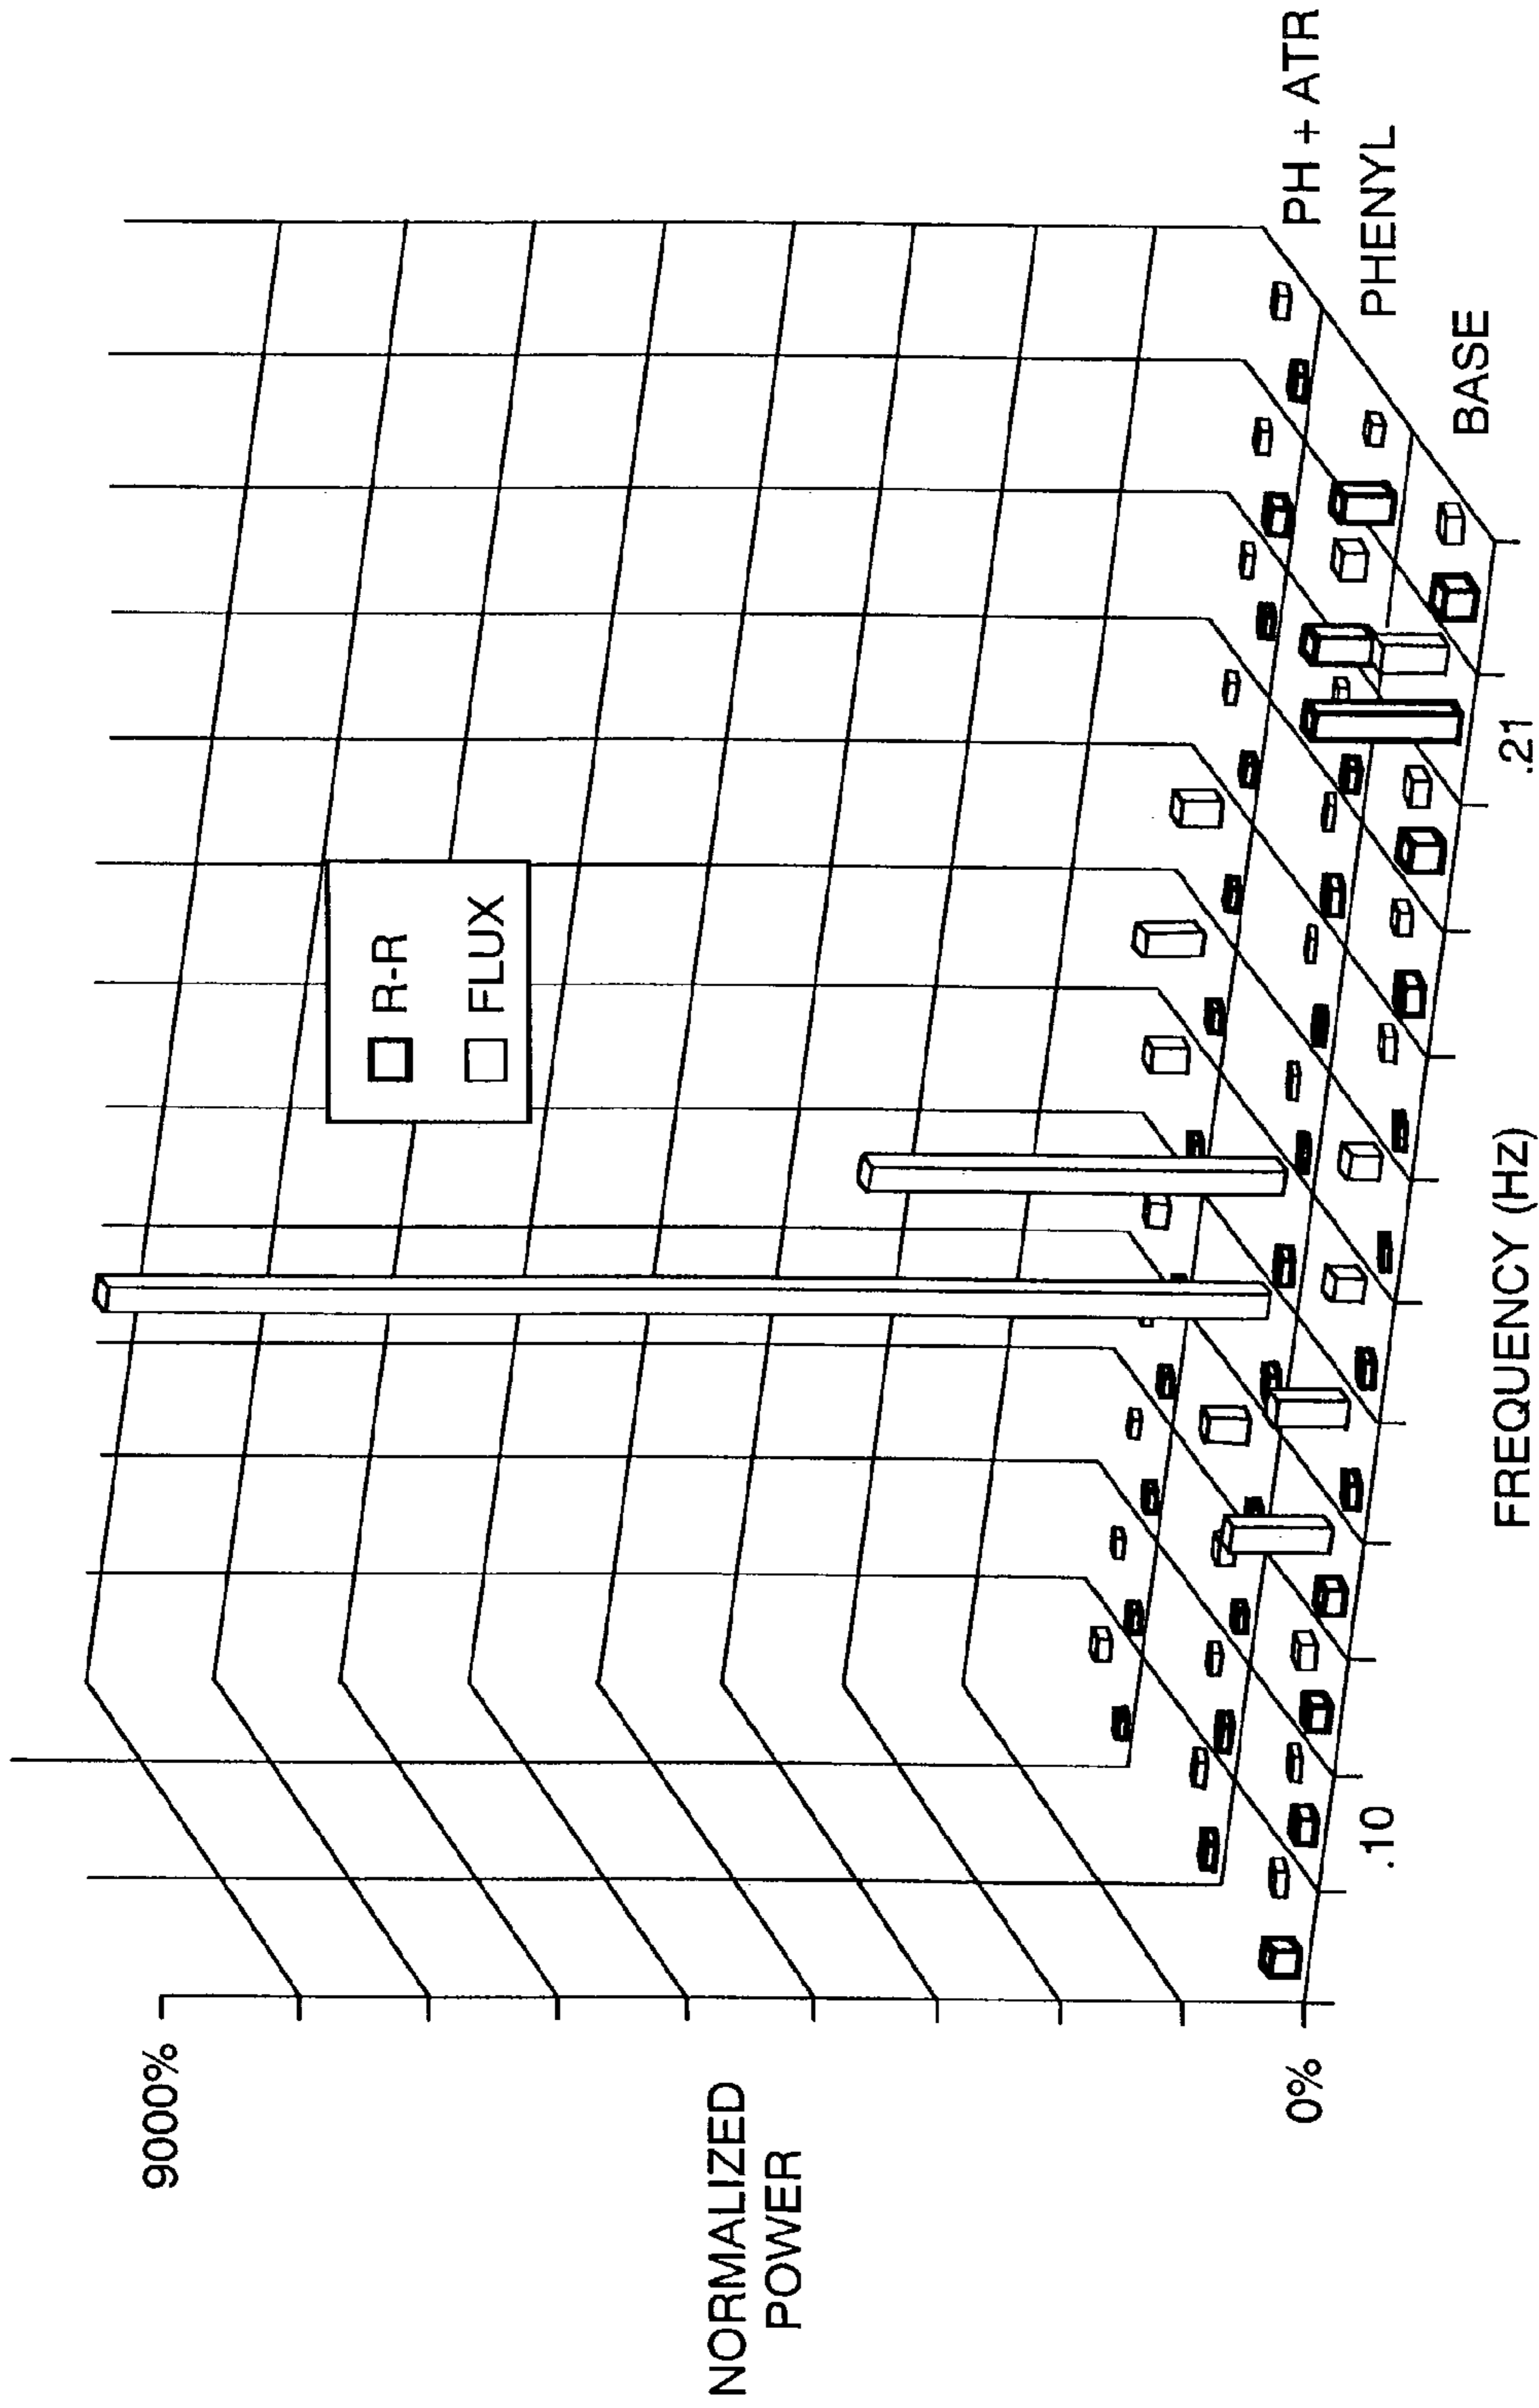 9000%
NORMALIZED
POWER
0%
R-R
FLUX
.10
FREQUENCY (HZ)
.21
BASE
PHENYL
PH + ATR